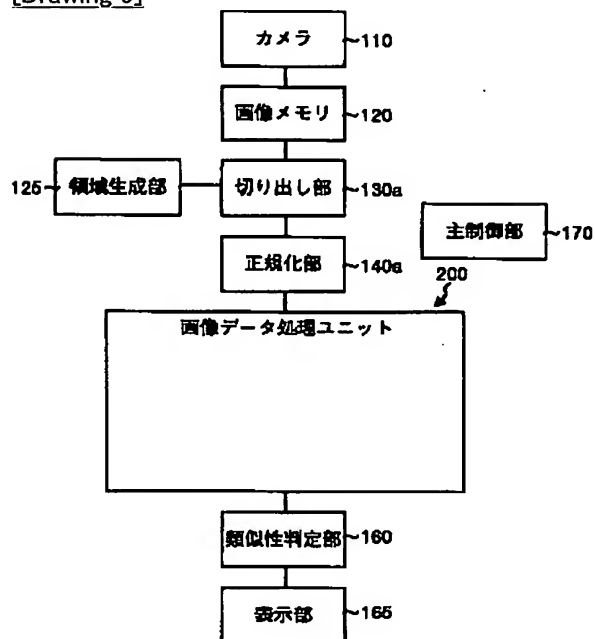 カメラ ~110
画像メモリ ~120
125~ 領域生成部 切り出し部 ~130a
主制御部 ~170
正規化部 ~140a
200
画像データ処理ユニット
類似性判定部 ~160
表示部 ~165